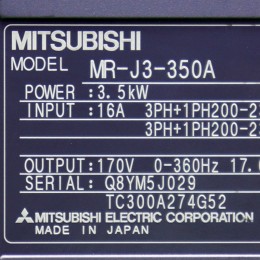 MITSUBISHI
MODEL MR-J3-350A
POWER : 3.5kW
INPUT : 16A 3PH+1PH200-2
3PH+1PH200-2
OUTPUT: 170V 0-360Hz 17.
SERIAL: Q8YM5J029
TC300A274G52
MITSUBISHI ELECTRIC CORPORATION
MADE IN JAPAN